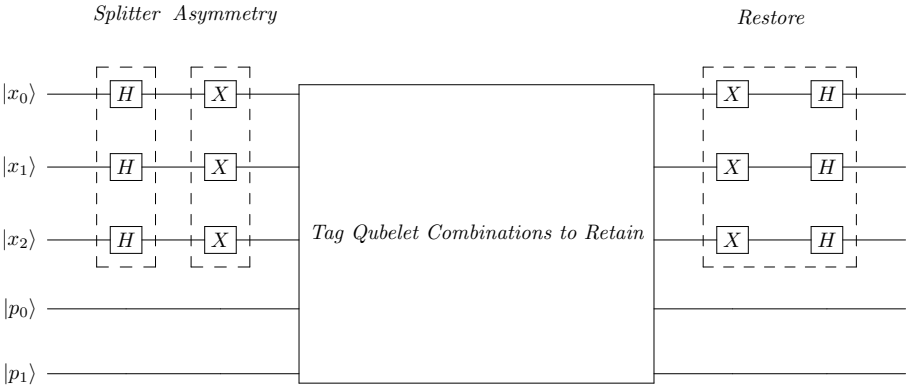 Splitter Asymmetry Restore
|x₀⟩ H X X H
|x₁⟩ H X X H
|x₂⟩ H X Tag Qubelet Combinations to Retain X H
|p₀⟩
|p₁⟩